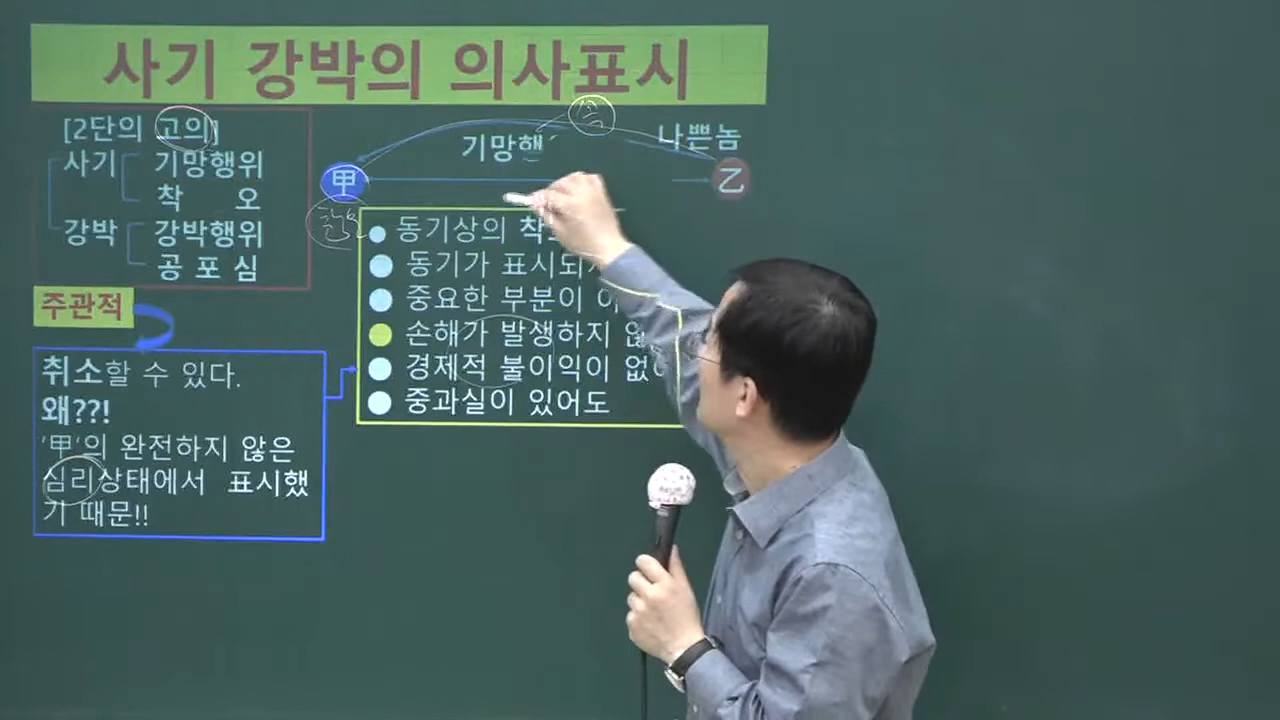 사기 강박의 의사표시
[2단의 고의]
사기 기망행위
착 오
강박 강박행위
공 포 심
주관적
취소할 수 있다.
왜??!
'甲'의 완전하지 않은
심리상태에서 표시했
기 때문!!
나쁜놈
기망행
甲
乙
동기상의
동기가 표시되
중요한 부분이
손해가 발생하지
경제적 불이익이
중과실이 있어도